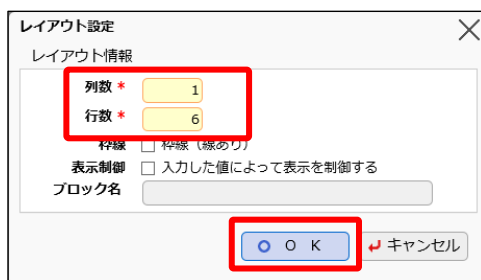 レイアウト設定
レイアウト情報
列数 * 1
行数 * 6
枠線 枠線（線あり）
表示制御 入力した値によって表示を制御する
ブロック名
ＯＫ キャンセル